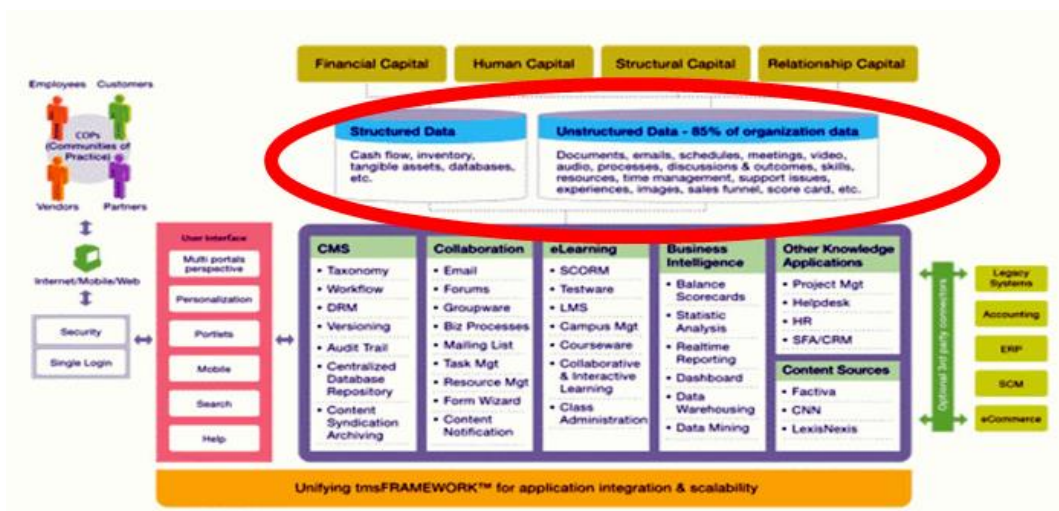 Financial Capital
Human Capital
Structural Capital
Relationship Capital
Employees Customers
COPs
(Communities of
Practice)
Vendors Partners
Internet/Mobile/Web
Security
Single Login
Structured Data
Cash flow, inventory,
tangible assets, databases,
etc.
Unstructured Data - 85% of organization data
Documents, emails, schedules, meetings, video,
audio, processes, discussions & outcomes, skills,
resources, time management, support issues,
experiences, images, sales funnel, score card, etc.
User Interface
Multi portals
perspective
Personalization
Portlets
Mobile
Search
Help
CMS
• Taxonomy
• Workflow
• DRM
• Versioning
• Audit Trail
• Centralized
Database
Repository
• Content
Syndication
Archiving
Collaboration
• Email
• Forums
• Groupware
• Biz Processes
• Mailing List
• Task Mgt
• Resource Mgt
• Form Wizard
• Content
Notification
eLearning
• SCORM
• Testware
• LMS
• Campus Mgt
• Courseware
• Collaborative
& Interactive
Learning
• Class
Administration
Business
Intelligence
• Balance
Scorecards
• Statistic
Analysis
• Realtime
Reporting
• Dashboard
• Data
Warehousing
• Data Mining
Other Knowledge
Applications
• Project Mgt
• Helpdesk
• HR
• SFA/CRM
Content Sources
• Factiva
• CNN
• LexisNexis
Optional 3rd party connectors
Legacy
Systems
Accounting
ERP
SCM
eCommerce
Unifying tmsFRAMEWORK™ for application integration & scalability